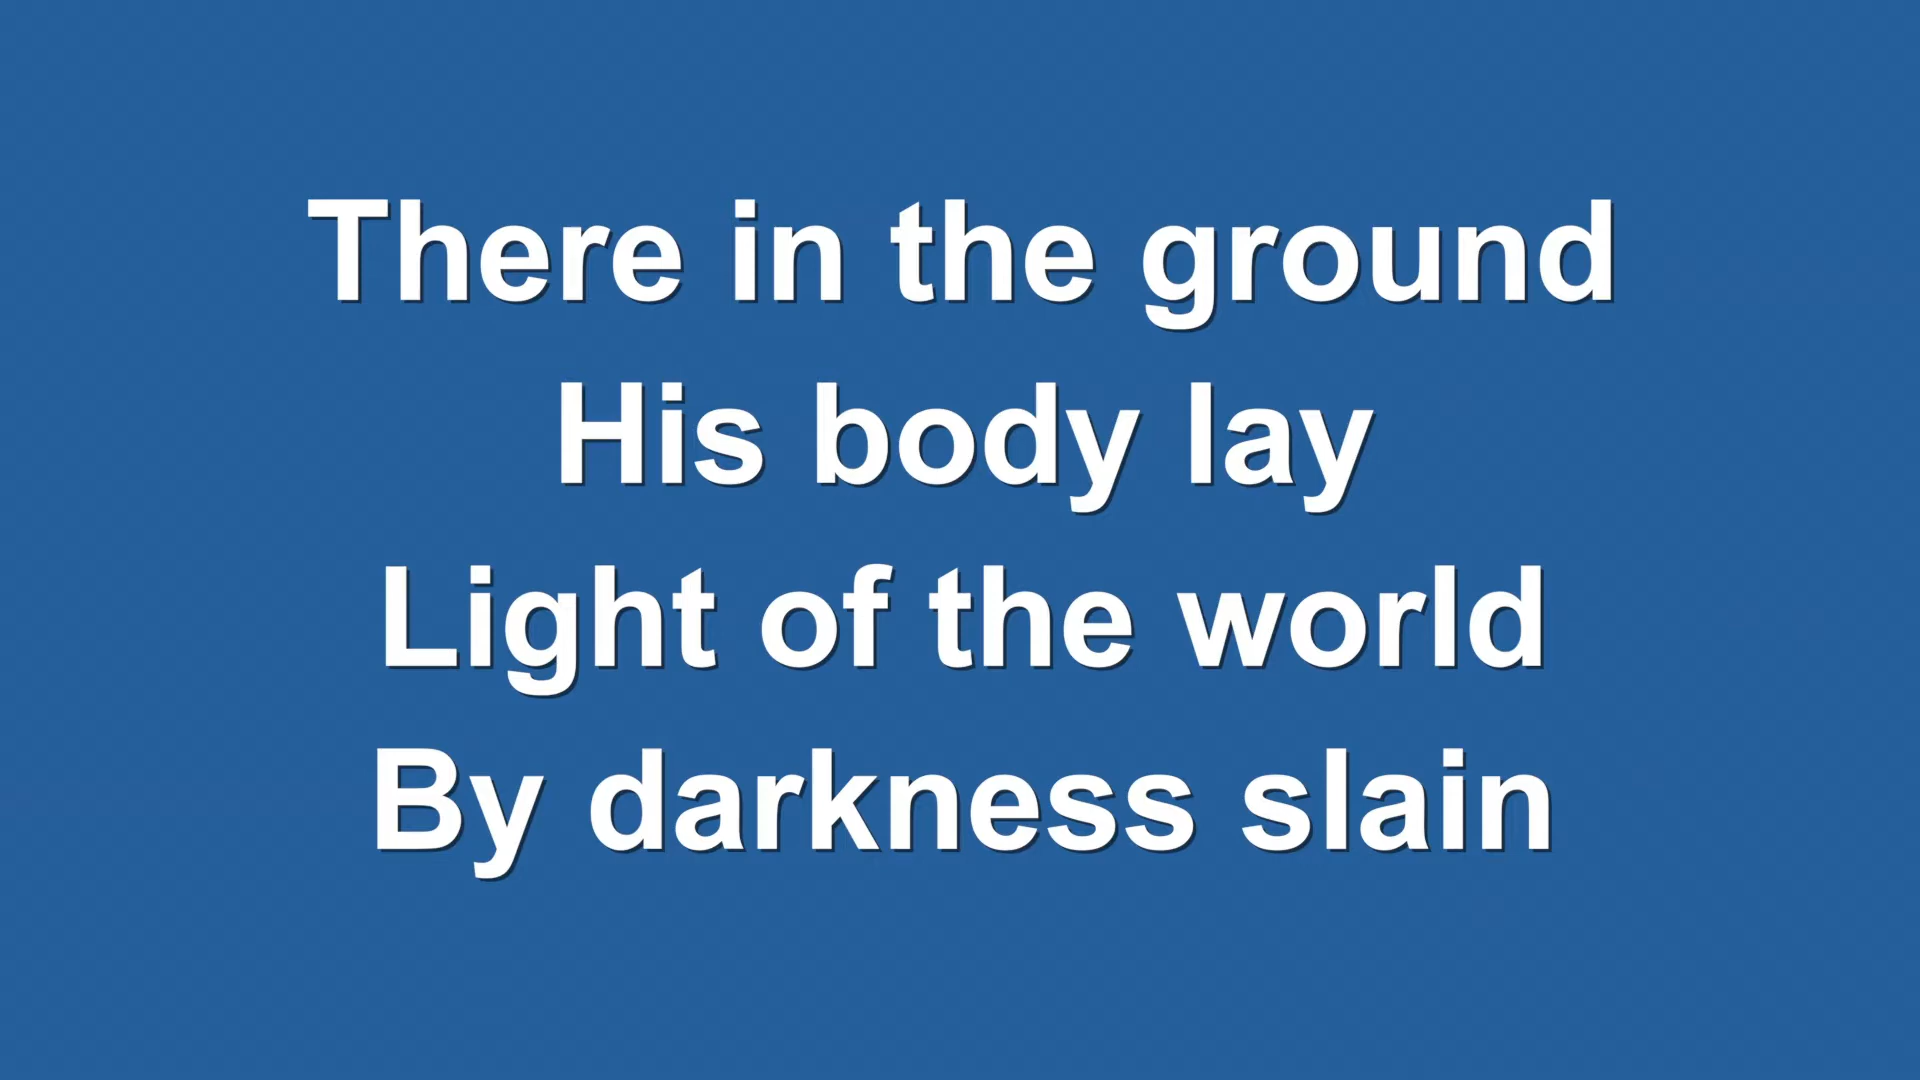 There in the ground
His body lay
Light of the world
By darkness slain